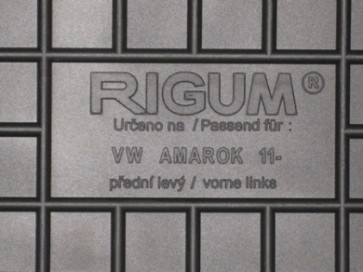 RIGUM®
Určeno na / Passend für :
VW AMAROK 11-
přední levý / vorne links